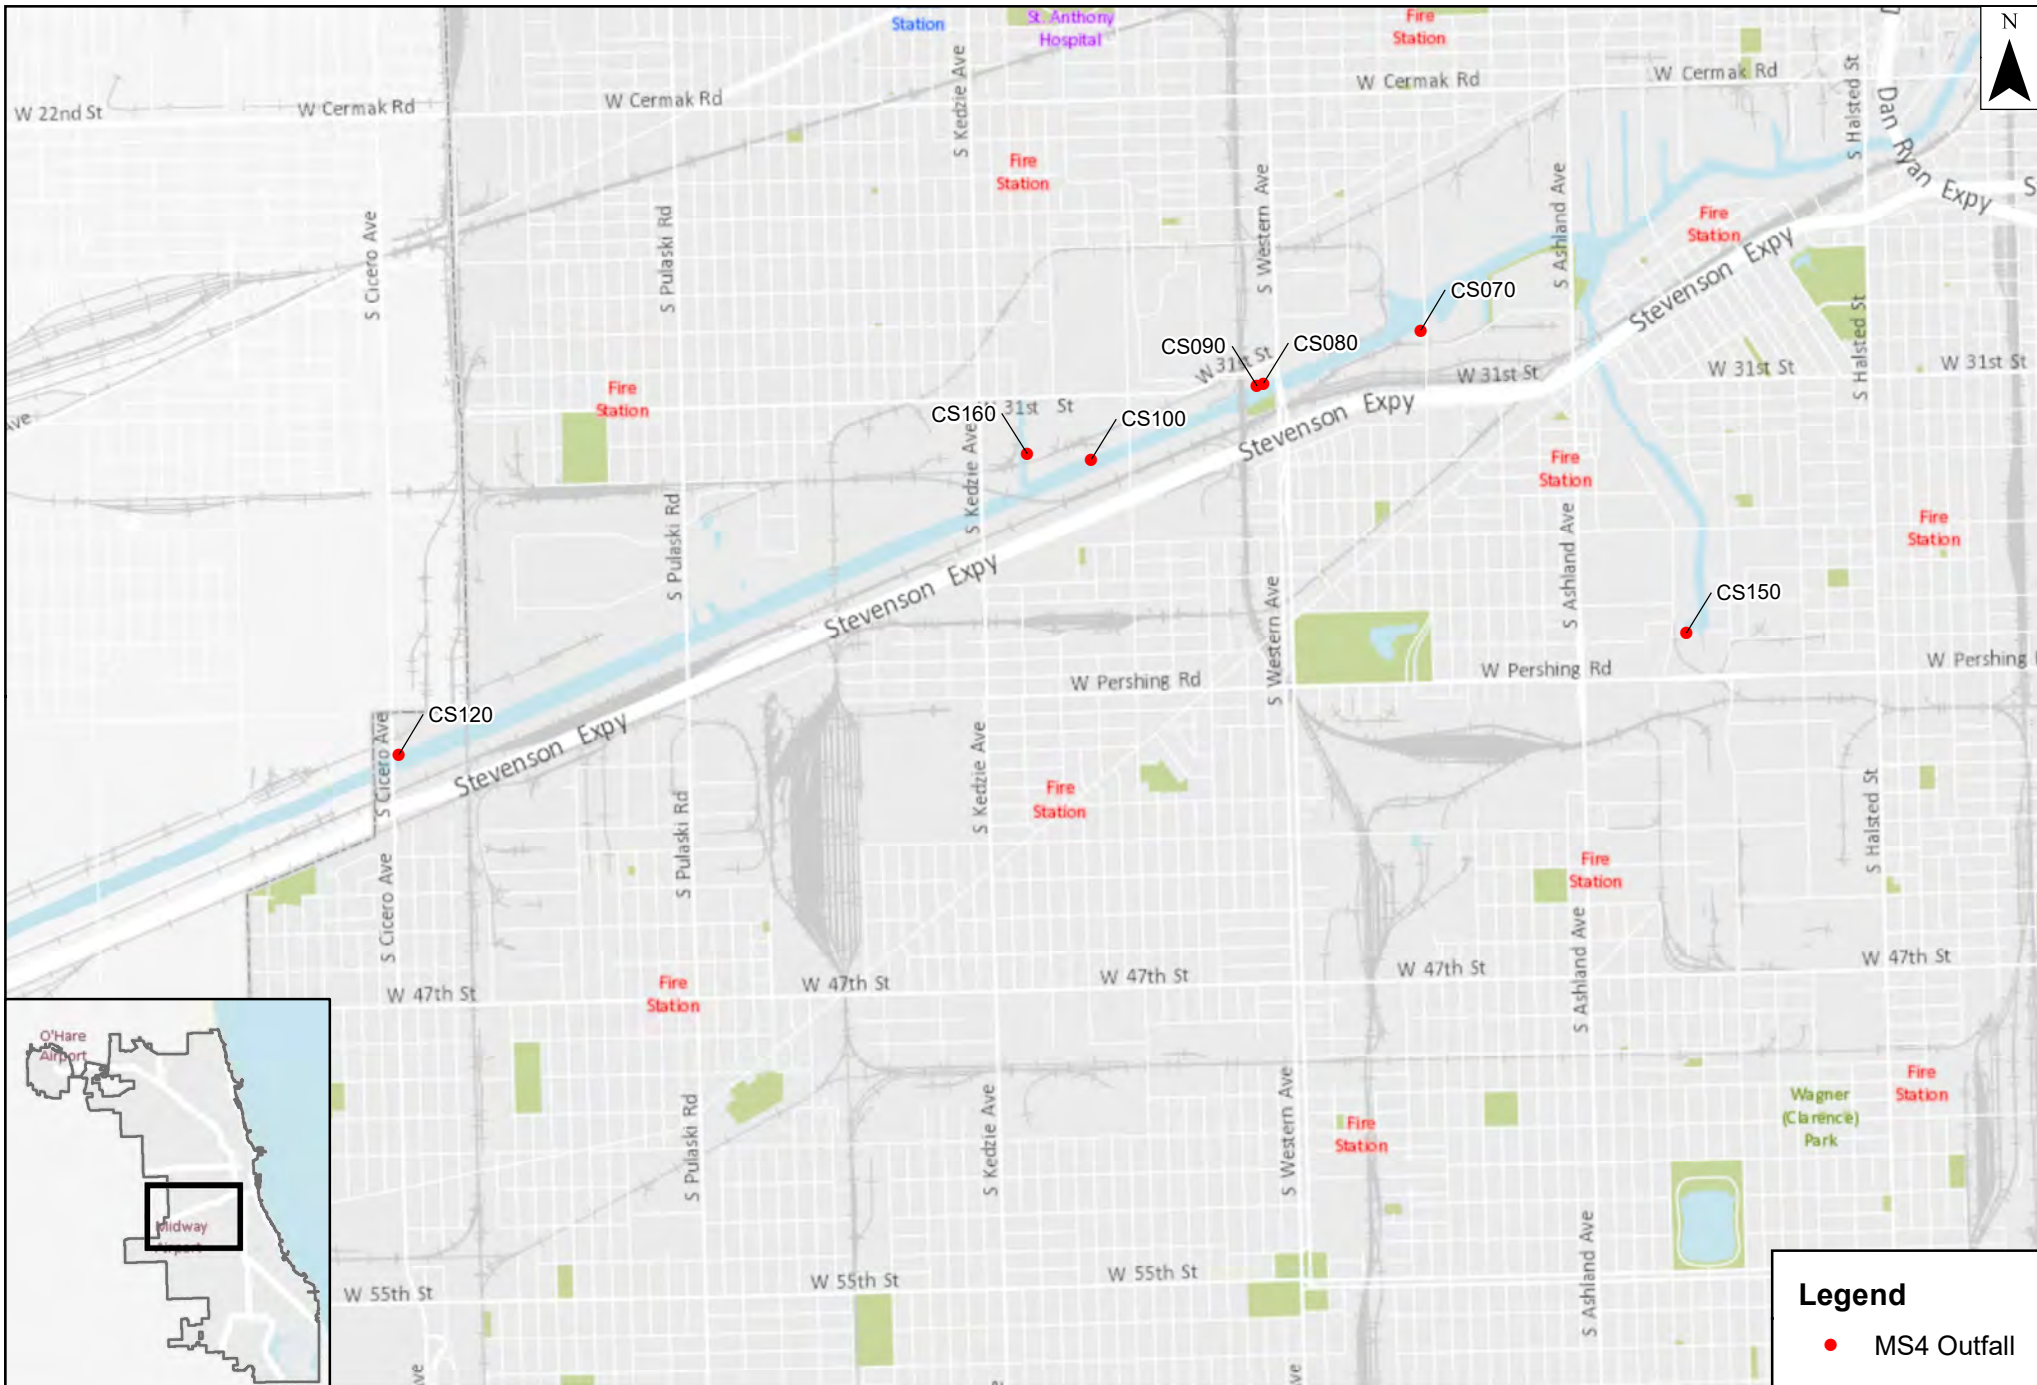 Station
St. Anthony
Hospital
Fire
Station
N
W 22nd St
W Cermak Rd
W Cermak Rd
W Cermak Rd
W Cermak Rd
S Kedzie Ave
S Halsted St
Dan Ryan Expy
Fire
Station
S Cicero Ave
S Pulaski Rd
S Western Ave
S Ashland Ave
Fire
Station
Stevenson Expy
CS070
CS090
CS080
W 31st St
W 31st St
W 31st St
W 31st St
S Halsted St
Fire
Station
CS160
W 31st St
CS100
Stevenson Expy
S Kedzie Ave
Fire
Station
S Pulaski Rd
S Ashland Ave
Fire
Station
Stevenson Expy
S Western Ave
CS150
W Pershing Rd
W Pershing Rd
W Pershing
CS120
S Cicero Ave
Stevenson Expy
S Kedzie Ave
Fire
Station
S Pulaski Rd
S Halsted St
Fire
Station
S Cicero Ave
S Ashland Ave
W 47th St
W 47th St
W 47th St
W 47th St
W 47th St
Fire
Station
O'Hare
Airport
S Pulaski Rd
S Kedzie Ave
S Western Ave
Fire
Station
Wagner
(Clarence)
Park
Fire
Station
Midway
Airport
S Ashland Ave
W 55th St
W 55th St
W 55th St
Legend
MS4 Outfall